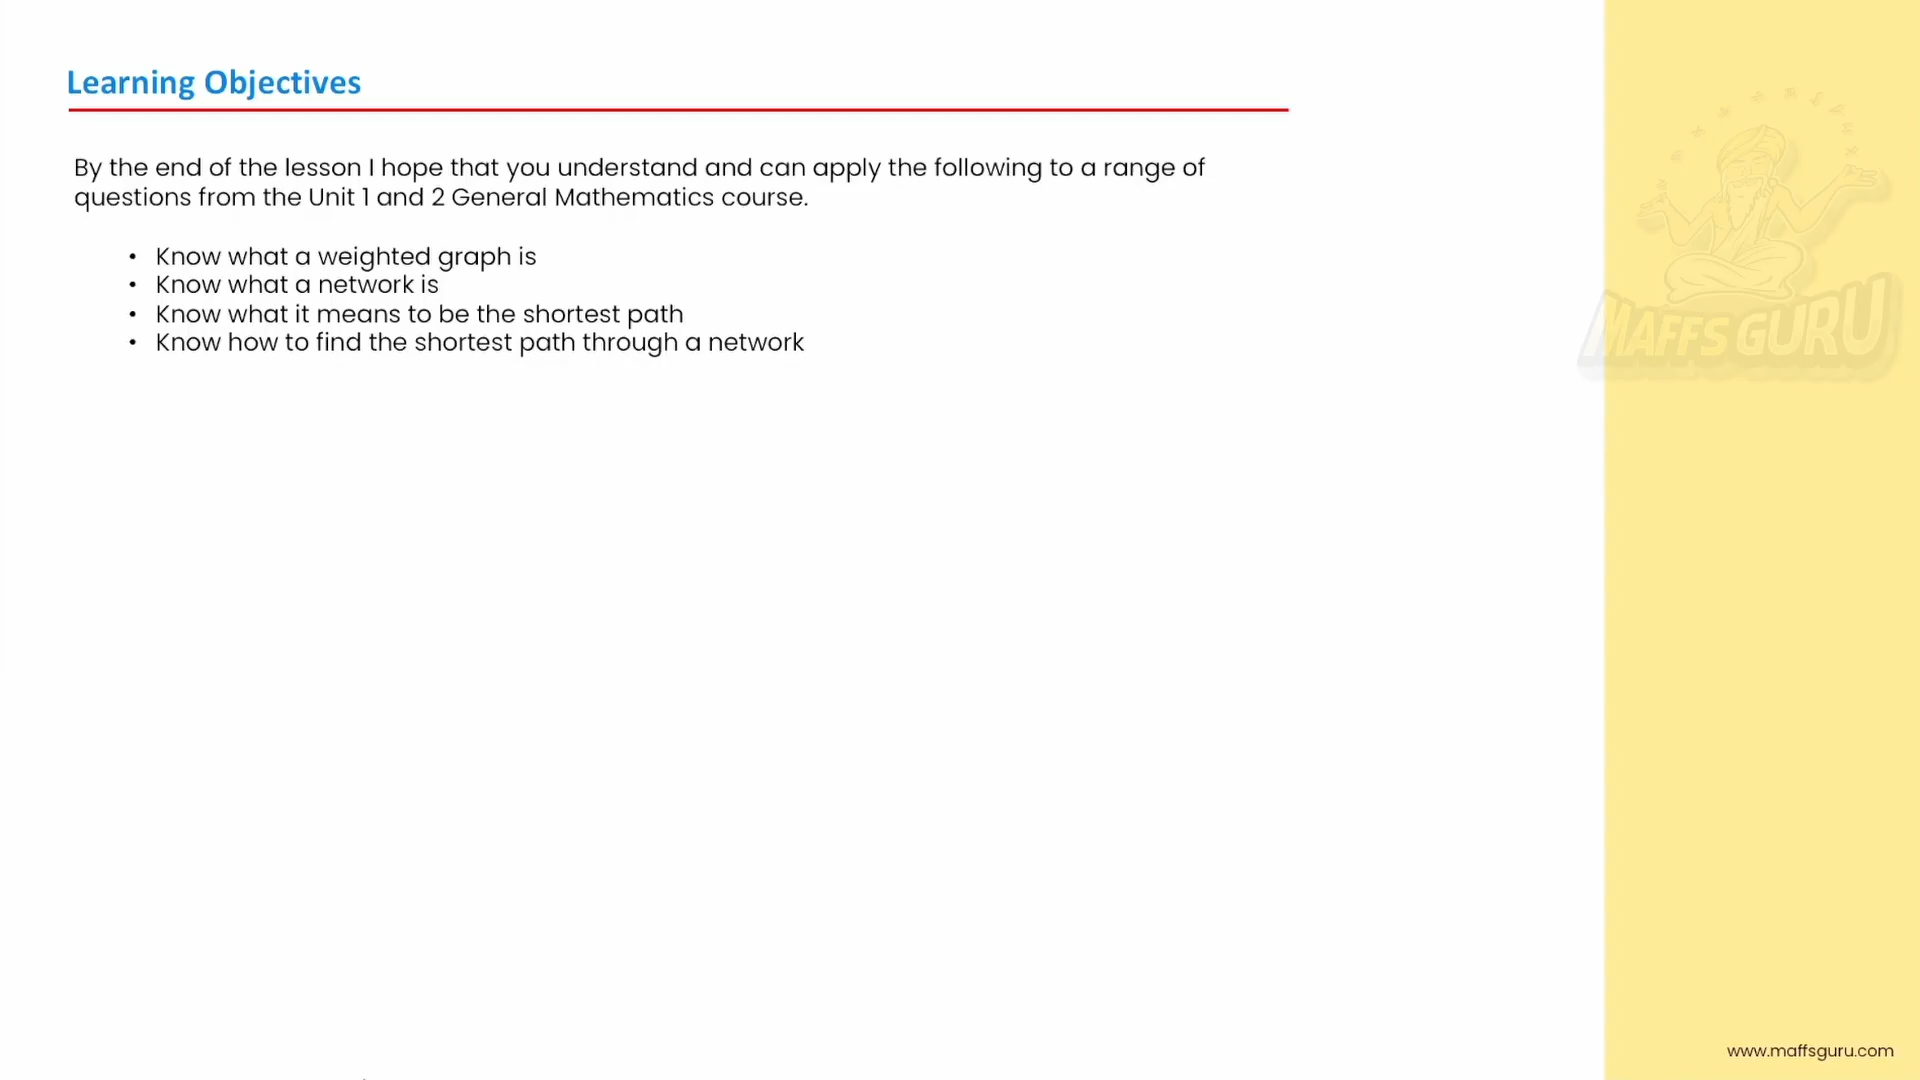 Learning Objectives
By the end of the lesson I hope that you understand and can apply the following to a range of
questions from the Unit 1 and 2 General Mathematics course.
• Know what a weighted graph is
• Know what a network is
• Know what it means to be the shortest path
• Know how to find the shortest path through a network
MAFFS GURU
www.maffsguru.com